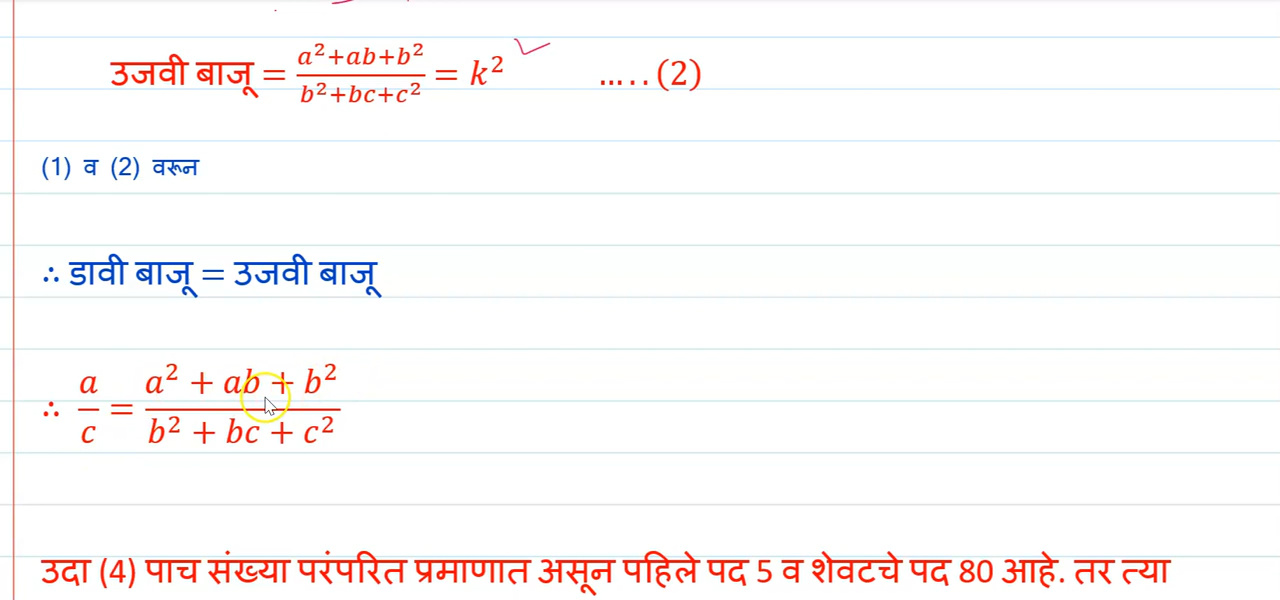 उजवी बाजू = a²+ab+b² / b²+bc+c² = k² ..... (2)
(1) व (2) वरून
∴ डावी बाजू = उजवी बाजू
∴ a/c = a² + ab + b² / b² + bc + c²
उदा (4) पाच संख्या परंपरित प्रमाणात असून पहिले पद 5 व शेवटचे पद 80 आहे. तर त्या